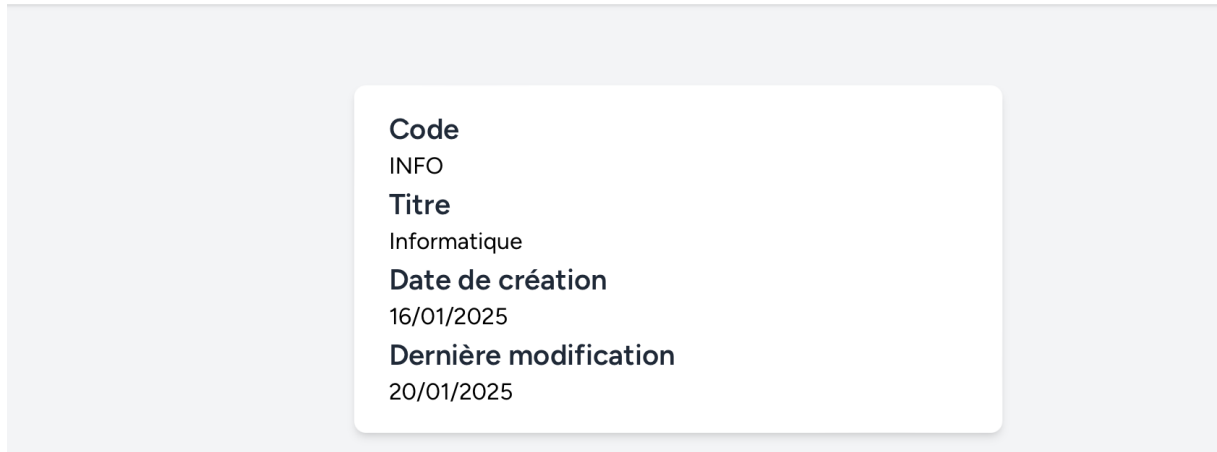 Code
INFO
Titre
Informatique
Date de création
16/01/2025
Dernière modification
20/01/2025